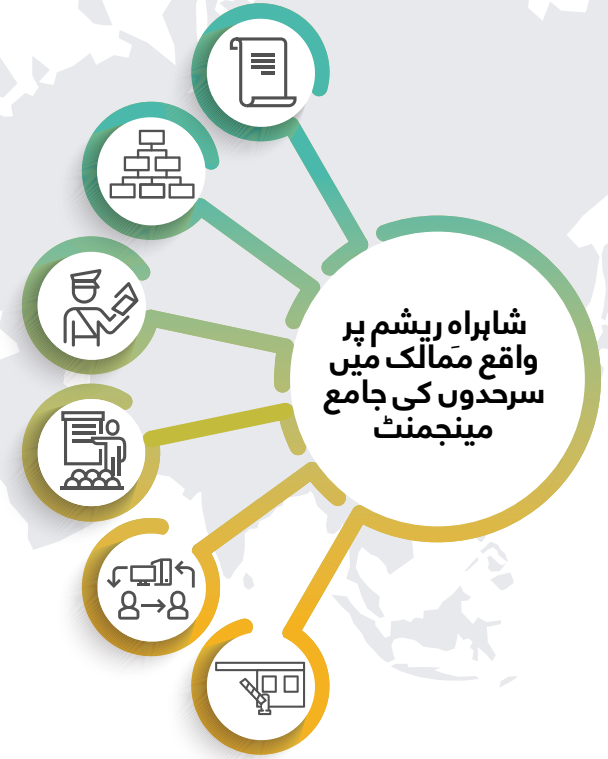 شاہراہِ ریشم پر
واقع مَمالک میں
سرحدوں کی جامع
مینجمنٹ